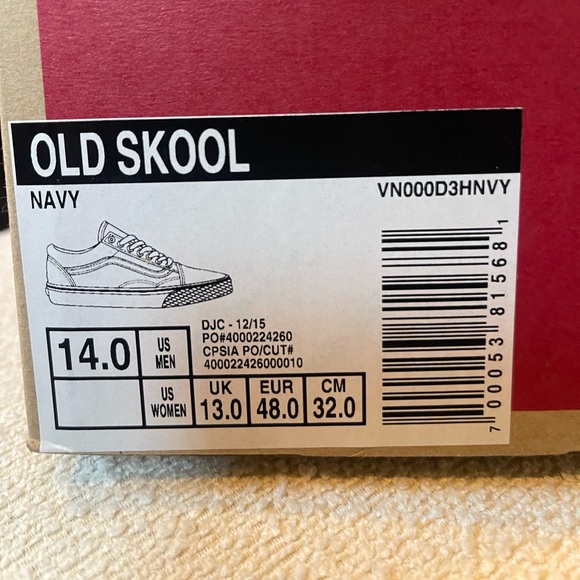 OLD SKOOL
NAVY
VN000D3HNVY
DJC - 12/15
PO#4000224260
CPSIA PO/CUT#
400022426000010
14.0
US
MEN
US
WOMEN
UK
13.0
EUR
48.0
CM
32.0
7 00053 81568 1